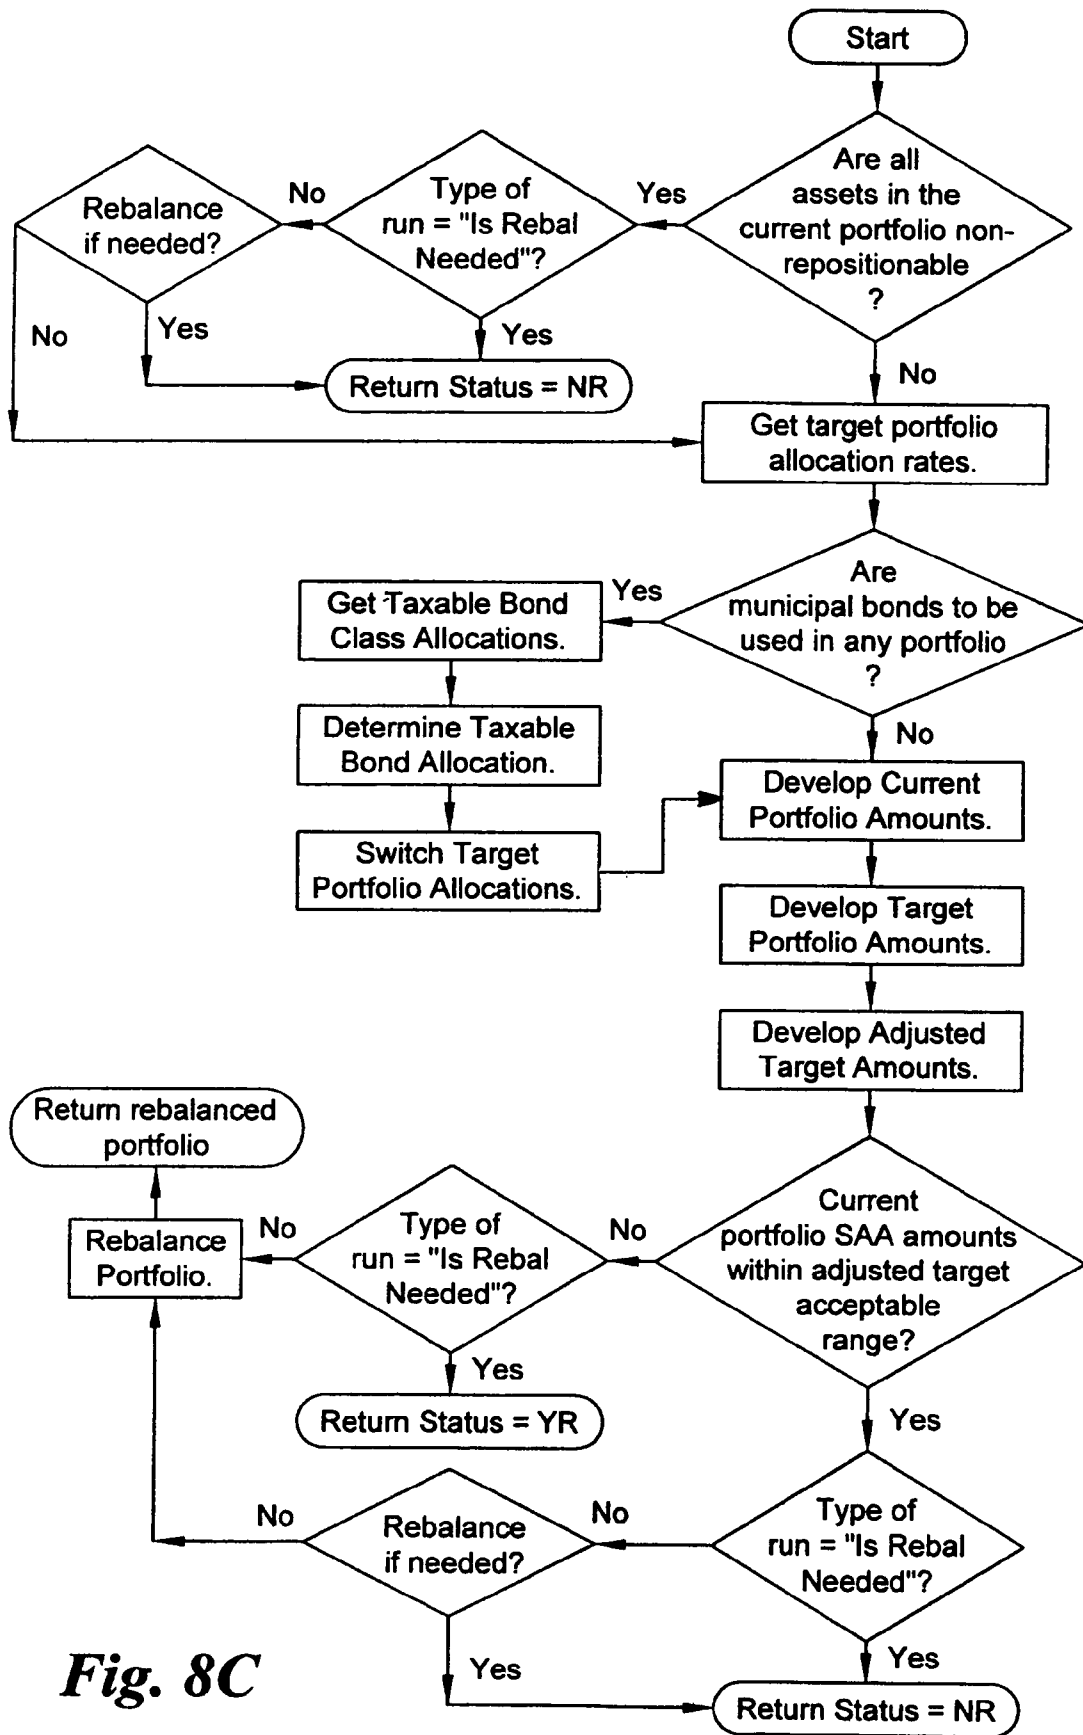 Start
Are all
assets in the
current portfolio non-
repositionable
?
Yes
Type of
run = "Is Rebal
Needed"?
No
Rebalance
if needed?
No
Yes
Yes
Return Status = NR
No
Get target portfolio
allocation rates.
Are
municipal bonds to be
used in any portfolio
?
Yes
Get Taxable Bond
Class Allocations.
Determine Taxable
Bond Allocation.
Switch Target
Portfolio Allocations.
No
Develop Current
Portfolio Amounts.
Develop Target
Portfolio Amounts.
Develop Adjusted
Target Amounts.
Current
portfolio SAA amounts
within adjusted target
acceptable
range?
No
Type of
run = "Is Rebal
Needed"?
No
Rebalance
Portfolio.
Return rebalanced
portfolio
Yes
Return Status = YR
Yes
Type of
run = "Is Rebal
Needed"?
No
Rebalance
if needed?
No
Yes
Yes
Return Status = NR
Fig. 8C